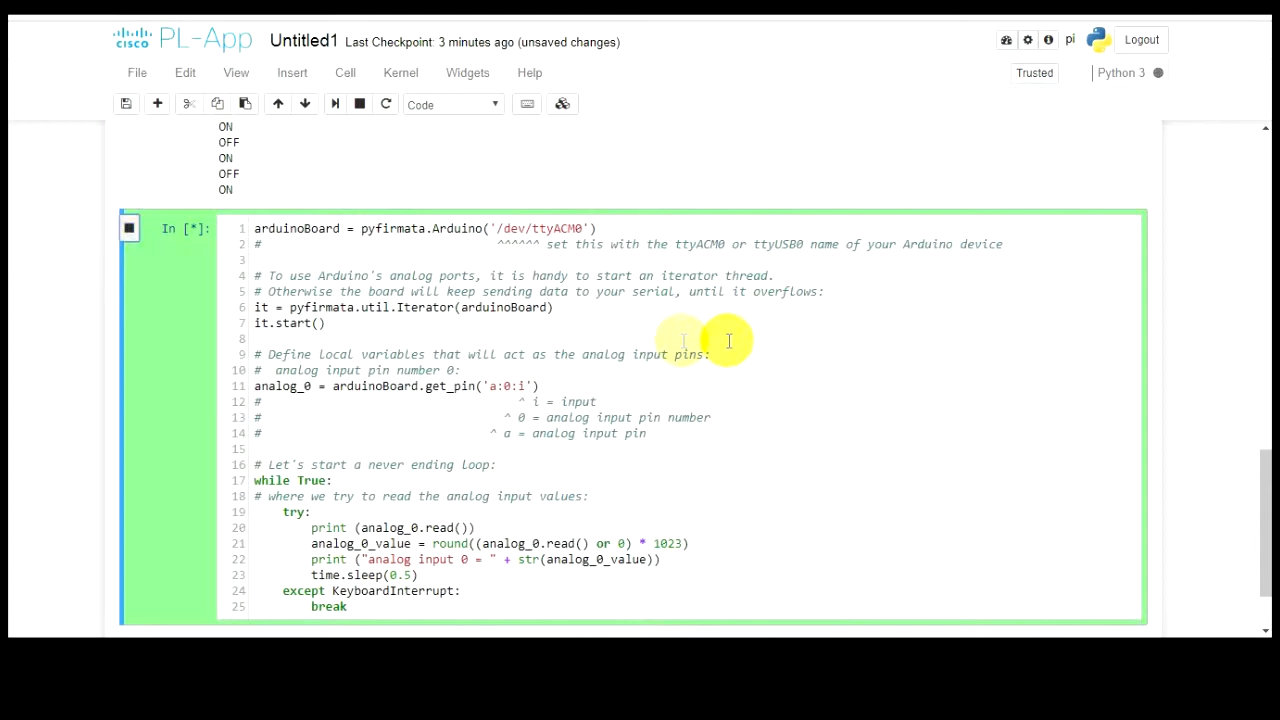 CISCO PL-App Untitled1 Last Checkpoint: 3 minutes ago (unsaved changes) pi Logout
File Edit View Insert Cell Kernel Widgets Help Trusted Python 3
Code
ON
OFF
ON
OFF
ON
In [*]:
1 arduinoBoard = pyfirmata.Arduino('/dev/ttyACM0')
2 # ^^^^^^ set this with the ttyACM0 or ttyUSB0 name of your Arduino device
3
4 # To use Arduino's analog ports, it is handy to start an iterator thread.
5 # Otherwise the board will keep sending data to your serial, until it overflows:
6 it = pyfirmata.util.Iterator(arduinoBoard)
7 it.start()
8
9 # Define local variables that will act as the analog input pins:
10 #  analog input pin number 0:
11 analog_0 = arduinoBoard.get_pin('a:0:i')
12 # ^ i = input
13 # ^ 0 = analog input pin number
14 # ^ a = analog input pin
15
16 # Let's start a never ending loop:
17 while True:
18 # where we try to read the analog input values:
19     try:
20         print (analog_0.read())
21         analog_0_value = round((analog_0.read() or 0) * 1023)
22         print ("analog input 0 = " + str(analog_0_value))
23         time.sleep(0.5)
24     except KeyboardInterrupt:
25         break